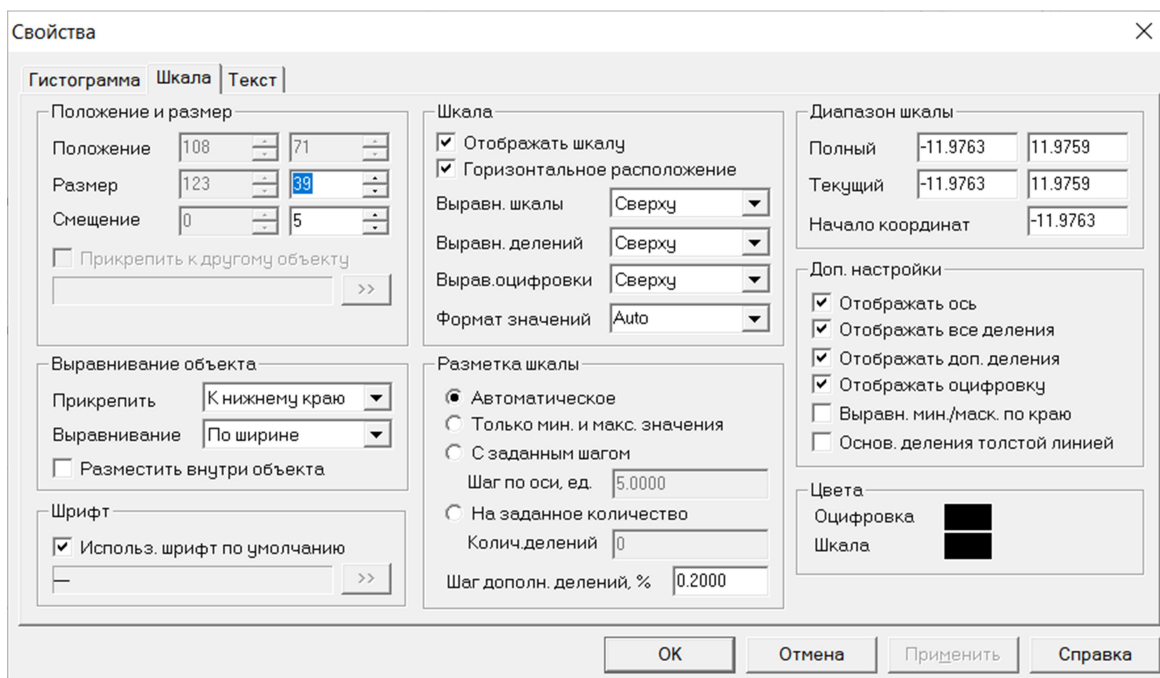 Свойства
Гистограмма Шкала Текст
Положение и размер
Положение 108 71
Размер 123 39
Смещение 0 5
Прикрепить к другому объекту
>>
Выравнивание объекта
Прикрепить К нижнему краю
Выравнивание По ширине
Разместить внутри объекта
Шрифт
Использ. шрифт по умолчанию
— >>
Шкала
Отображать шкалу
Горизонтальное расположение
Выравн. шкалы Сверху
Выравн. делений Сверху
Вырав.оцифровки Сверху
Формат значений Auto
Разметка шкалы
Автоматическое
Только мин. и макс. значения
С заданным шагом
Шаг по оси, ед. 5.0000
На заданное количество
Колич.делений 0
Шаг дополн. делений, % 0.2000
Диапазон шкалы
Полный -11.9763 11.9759
Текущий -11.9763 11.9759
Начало координат -11.9763
Доп. настройки
Отображать ось
Отображать все деления
Отображать доп. деления
Отображать оцифровку
Выравн. мин./маск. по краю
Основ. деления толстой линией
Цвета
Оцифровка
Шкала
OK Отмена Применить Справка